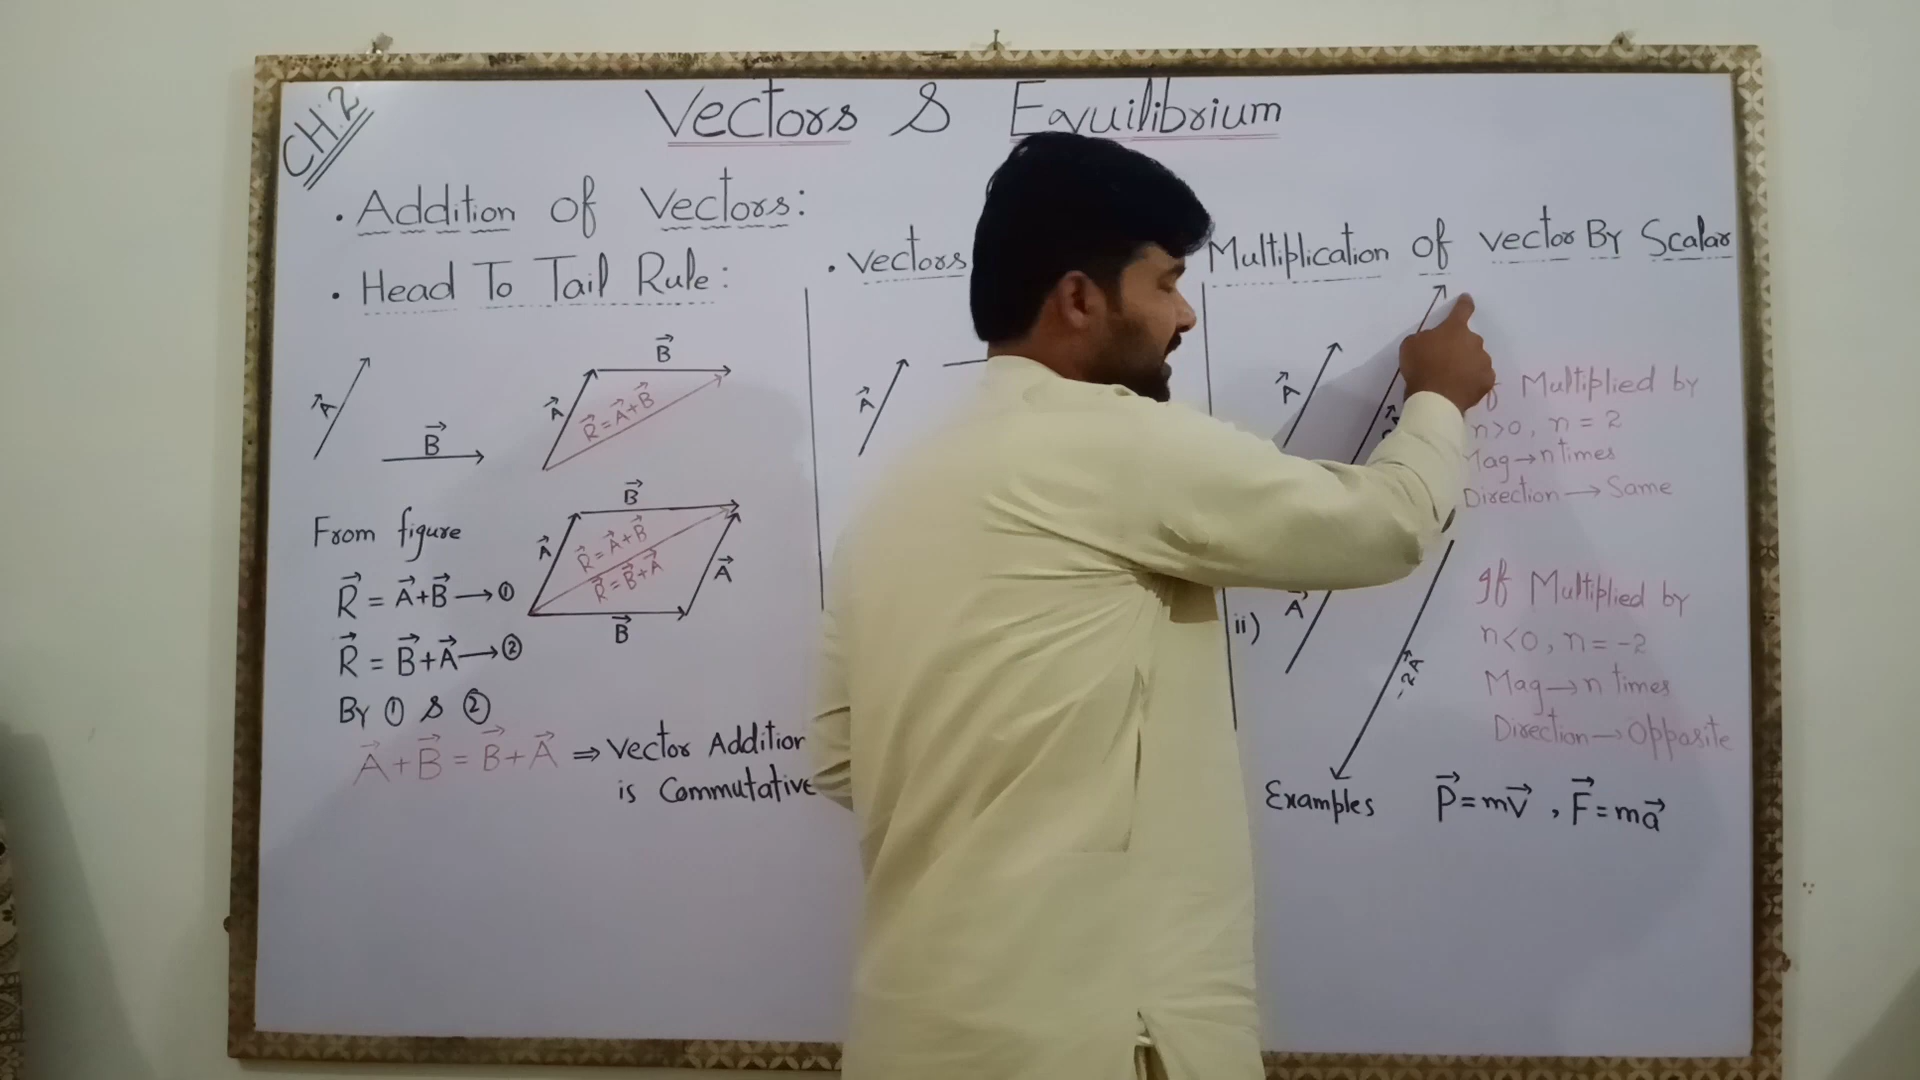 CH:2
Vectors & Equilibrium
• Addition of Vectors:
• Head To Tail Rule:
A
B
A
B
R = A+B
From figure
R = A+B → ①
R = B+A → ②
By ① & ②
A+B = B+A ⇒ Vector Addition
is Commutative
A
B
R = A+B
R = B+A
B
A
• Vectors
A
Multiplication of vector By Scalar
A
Multiplied by
n>0, n = 2
Mag → n times
Direction → Same
ii)
A
-2A
If Multiplied by
n<0, n = -2
Mag → n times
Direction → Opposite
Examples P = mV, F = ma